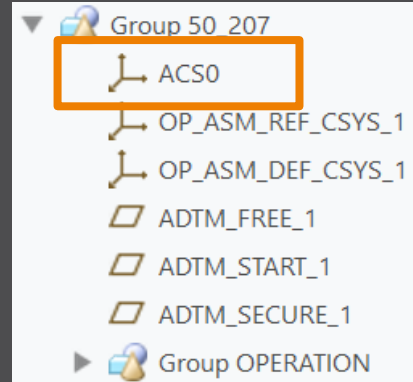 Group 50_207
ACS0
OP_ASM_REF_CSYS_1
OP_ASM_DEF_CSYS_1
ADTM_FREE_1
ADTM_START_1
ADTM_SECURE_1
Group OPERATION